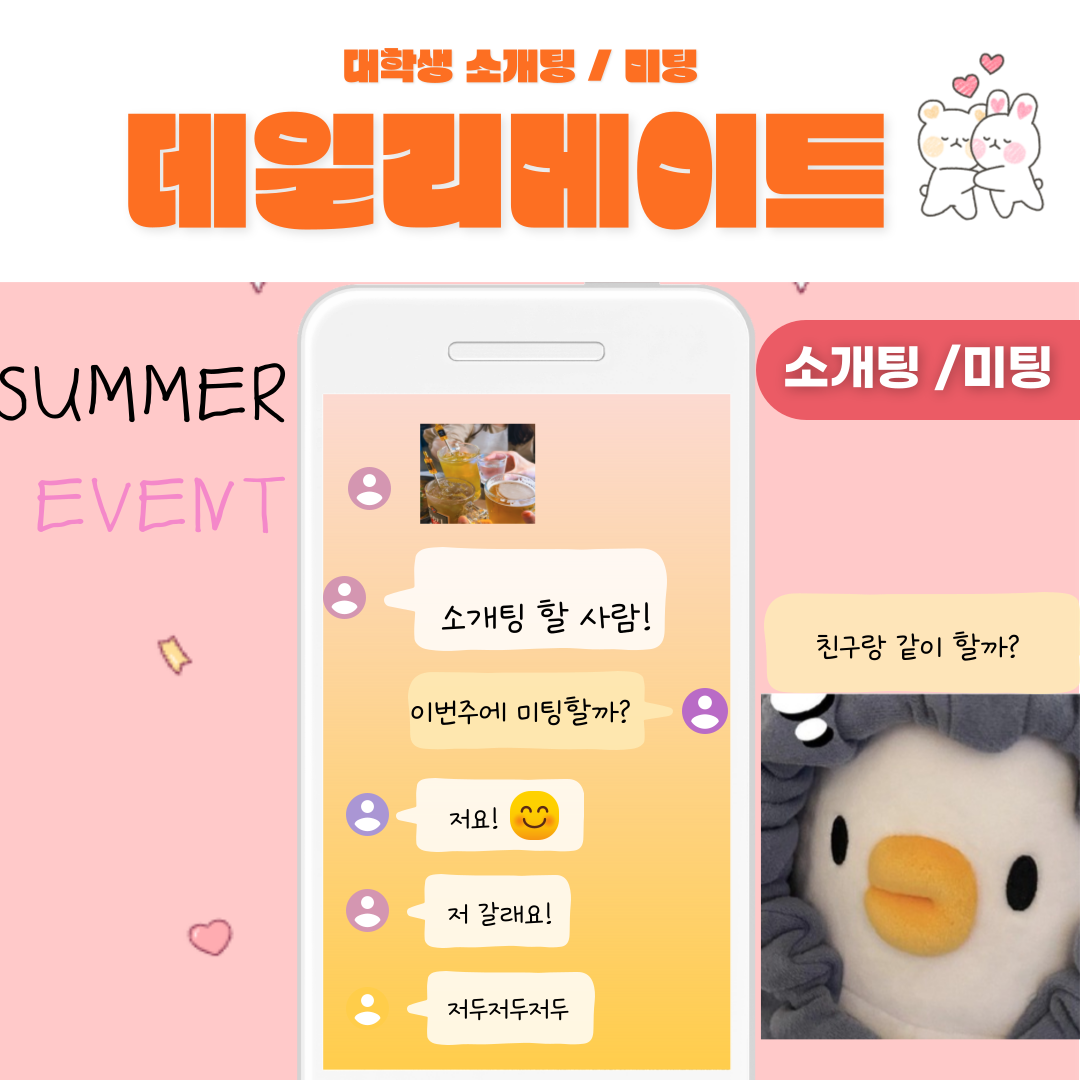 대학생 소개팅 / 미팅
데일리메이트
SUMMER
EVENT
소개팅 /미팅
소개팅 할 사람!
이번주에 미팅할까?
저요!
저 갈래요!
저두저두저두
친구랑 같이 할까?